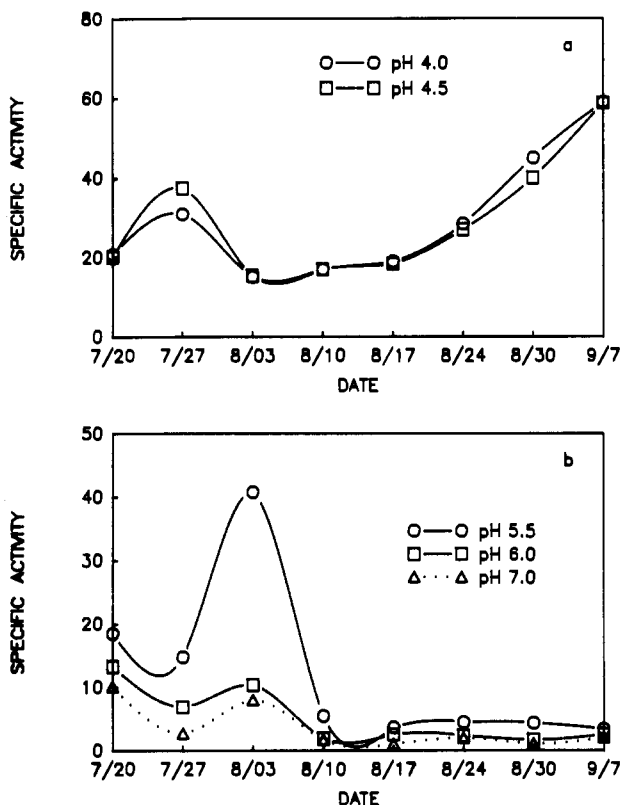 80
60
40
20
0
SPECIFIC ACTIVITY
a
pH 4.0
pH 4.5
7/20 7/27 8/03 8/10 8/17 8/24 8/30 9/7
DATE
50
40
30
20
10
0
SPECIFIC ACTIVITY
b
pH 5.5
pH 6.0
pH 7.0
7/20 7/27 8/03 8/10 8/17 8/24 8/30 9/7
DATE